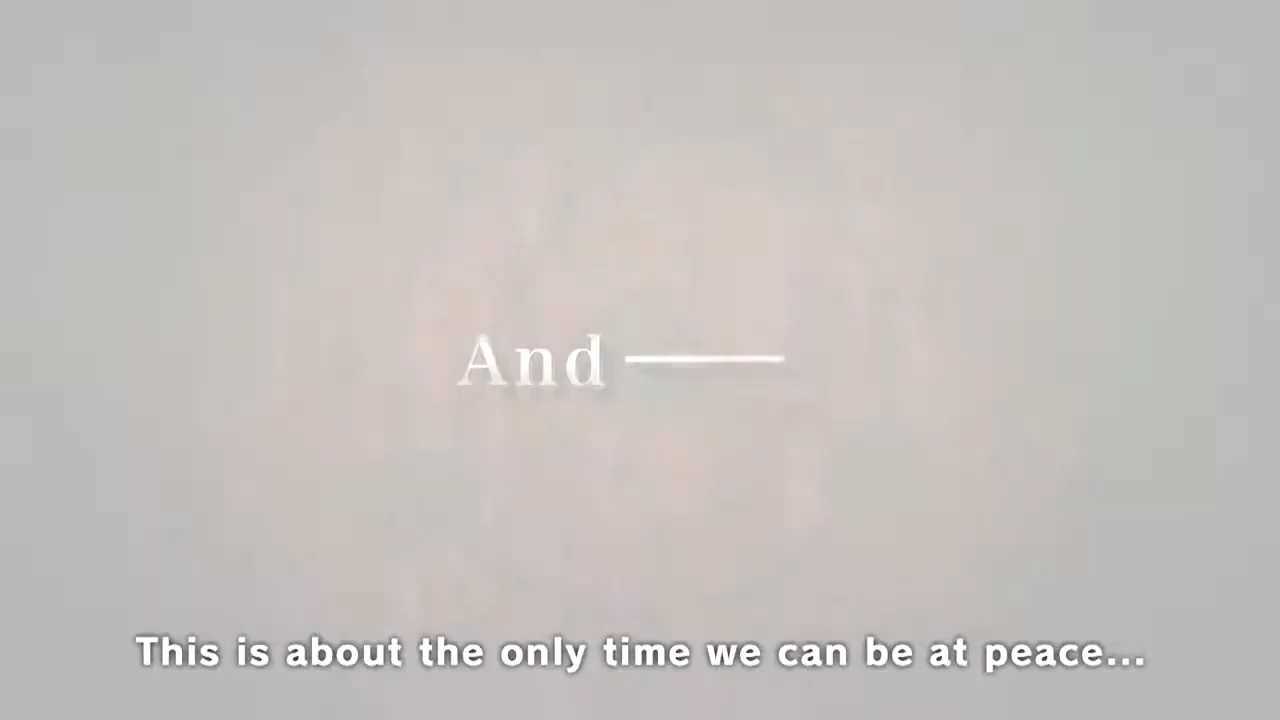 And ——
This is about the only time we can be at peace...